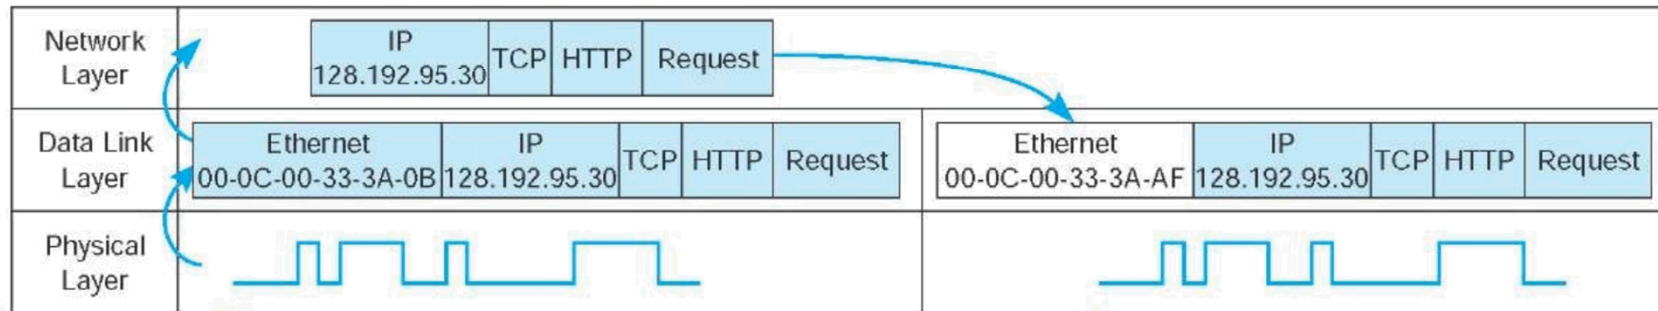 Network
Layer
IP
128.192.95.30
TCP
HTTP
Request
Data Link
Layer
Ethernet
00-0C-00-33-3A-0B
IP
128.192.95.30
TCP
HTTP
Request
Ethernet
00-0C-00-33-3A-AF
IP
128.192.95.30
TCP
HTTP
Request
Physical
Layer